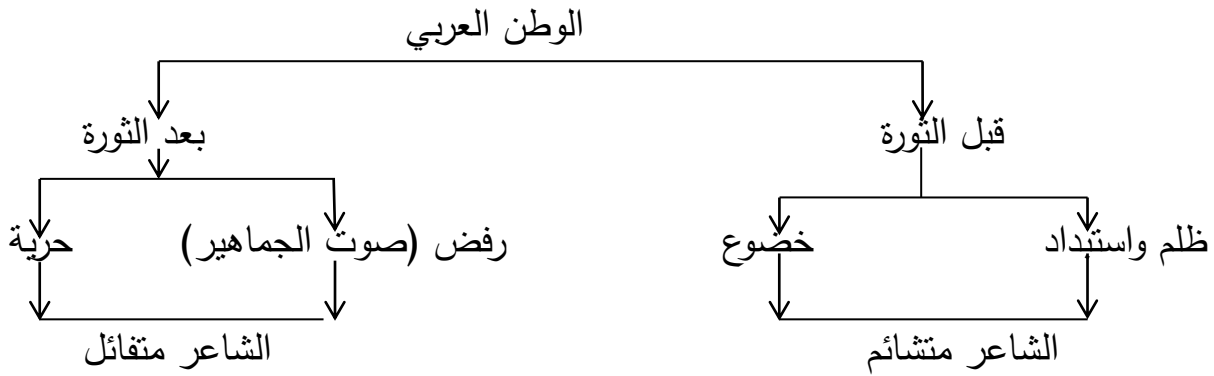 الوطن العربي
قبل الثورة
بعد الثورة
ظلم واستبداد
خضوع
رفض (صوت الجماهير)
حرية
الشاعر متشائم
الشاعر متفائل